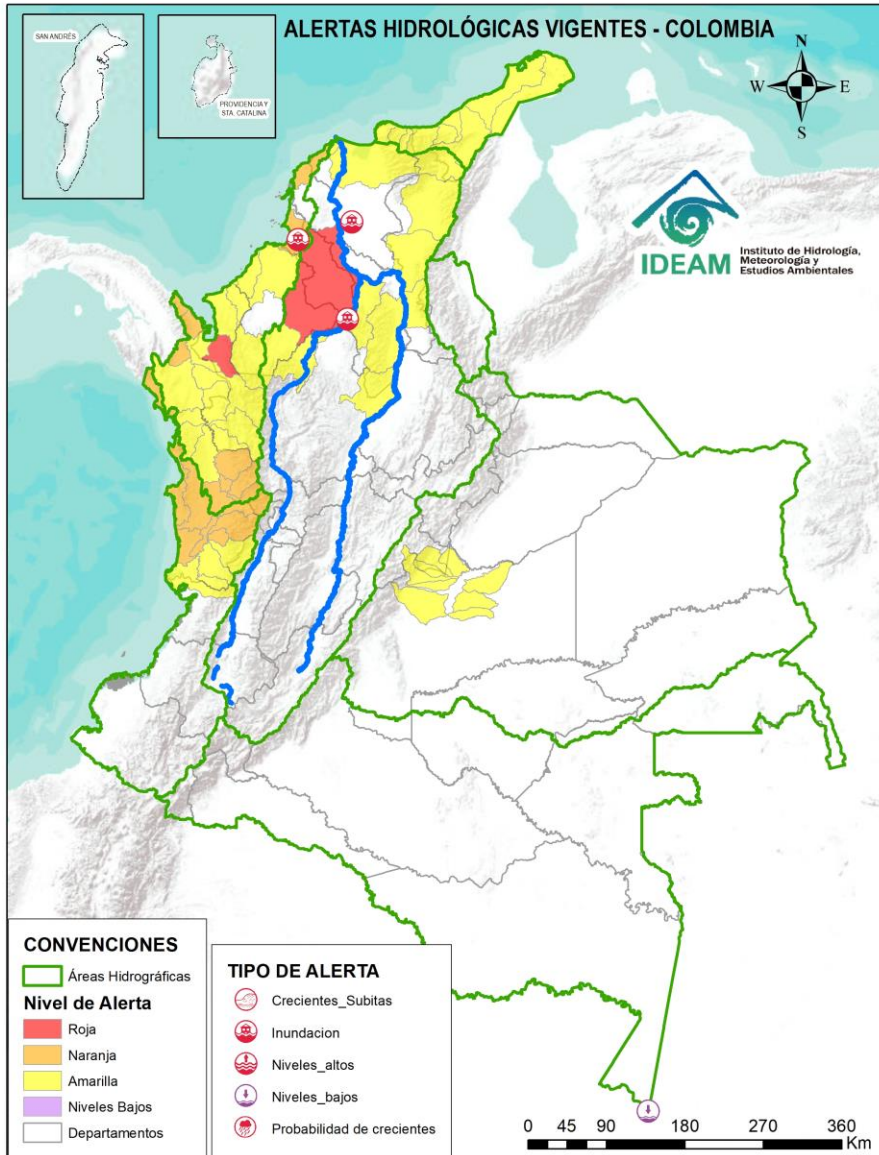 ALERTAS HIDROLÓGICAS VIGENTES - COLOMBIA
SAN ANDRÉS
PROVIDENCIA Y
STA. CATALINA
N
W
E
S
IDEAM
Instituto de Hidrología,
Meteorología y
Estudios Ambientales
CONVENCIONES
Áreas Hidrográficas
Nivel de Alerta
Roja
Naranja
Amarilla
Niveles Bajos
Departamentos
TIPO DE ALERTA
Crecientes_Subitas
Inundacion
Niveles_altos
Niveles_bajos
Probabilidad de crecientes
0 45 90 180 270 360
Km